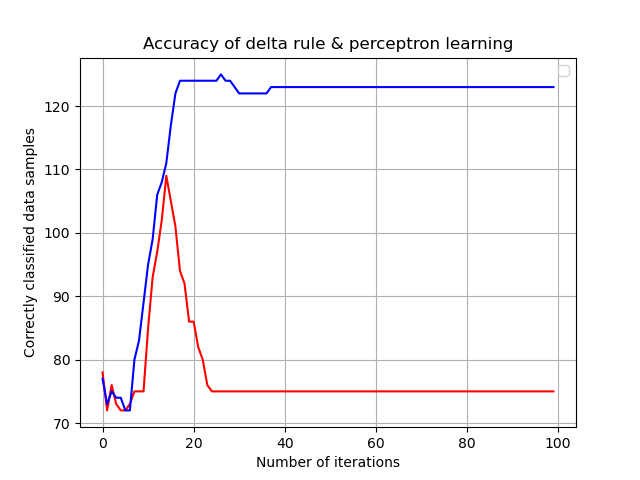 Accuracy of delta rule & perceptron learning
Correctly classified data samples
120
110
100
90
80
70
0 20 40 60 80 100
Number of iterations